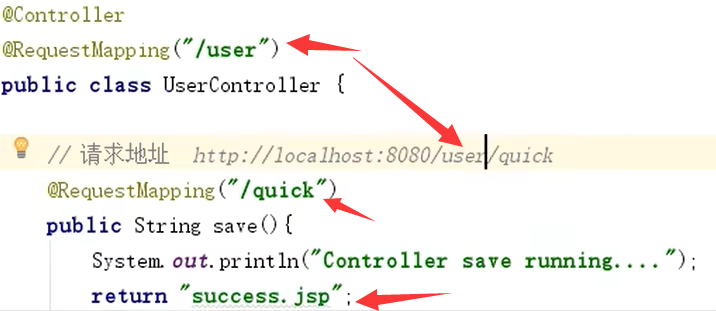 @Controller
@RequestMapping("/user")
public class UserController {
// 请求地址 http://localhost:8080/user/quick
@RequestMapping("/quick")
public String save(){
System.out.println("Controller save running....");
return "success.jsp";